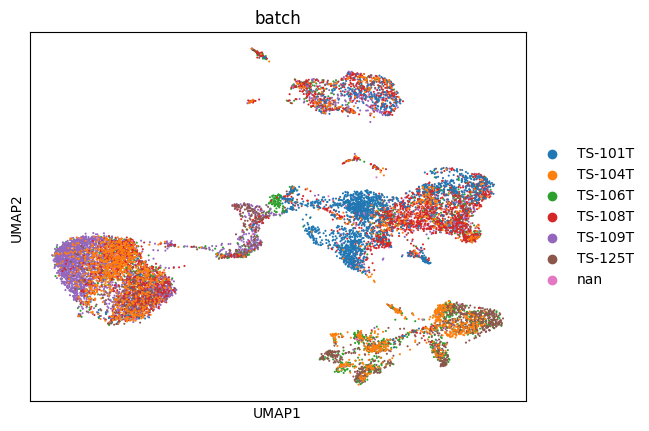 batch
UMAP2
UMAP1
TS-101T
TS-104T
TS-106T
TS-108T
TS-109T
TS-125T
nan